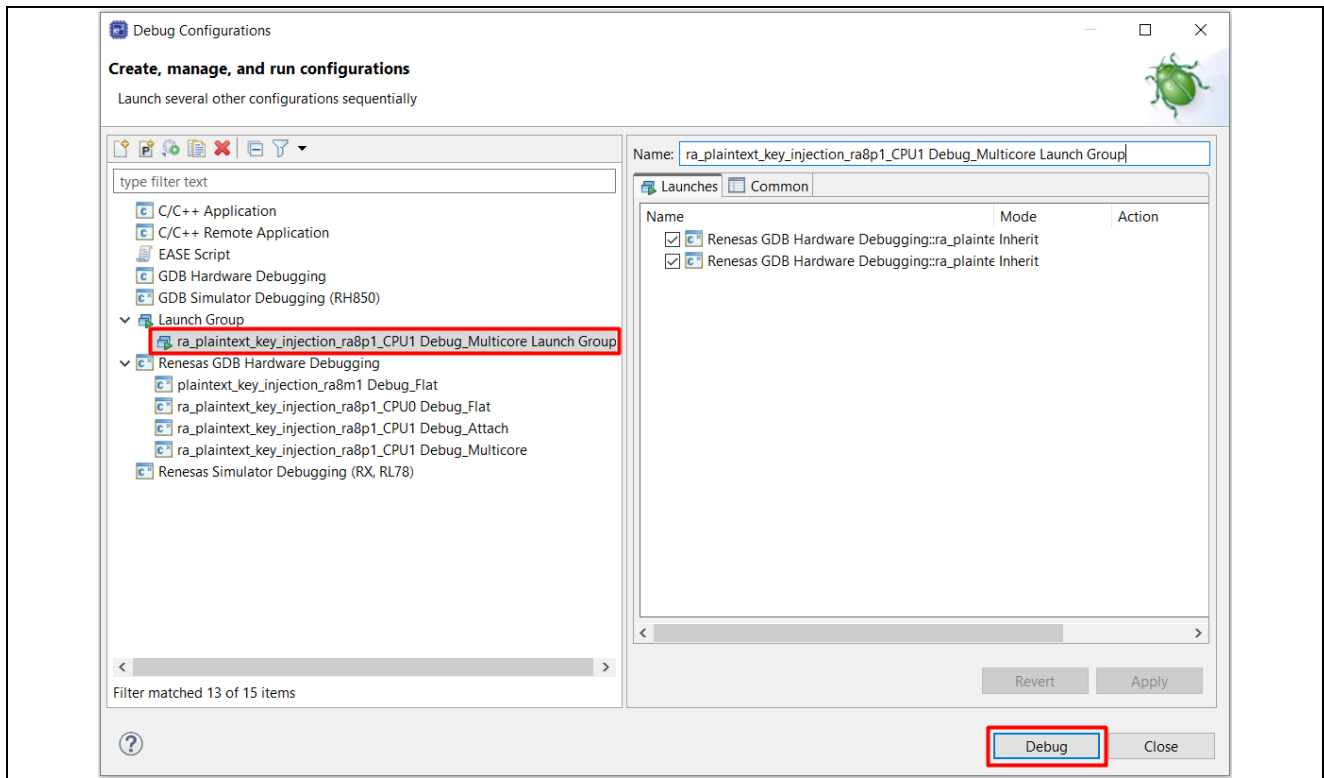 Debug Configurations
Create, manage, and run configurations
Launch several other configurations sequentially
type filter text
C/C++ Application
C/C++ Remote Application
EASE Script
GDB Hardware Debugging
GDB Simulator Debugging (RH850)
Launch Group
ra_plaintext_key_injection_ra8p1_CPU1 Debug_Multicore Launch Group
Renesas GDB Hardware Debugging
plaintext_key_injection_ra8m1 Debug_Flat
ra_plaintext_key_injection_ra8p1_CPU0 Debug_Flat
ra_plaintext_key_injection_ra8p1_CPU1 Debug_Attach
ra_plaintext_key_injection_ra8p1_CPU1 Debug_Multicore
Renesas Simulator Debugging (RX, RL78)
Filter matched 13 of 15 items
Name: ra_plaintext_key_injection_ra8p1_CPU1 Debug_Multicore Launch Group
Launches Common
Name Mode Action
Renesas GDB Hardware Debugging::ra_plainte Inherit
Renesas GDB Hardware Debugging::ra_plainte Inherit
Revert Apply
Debug Close